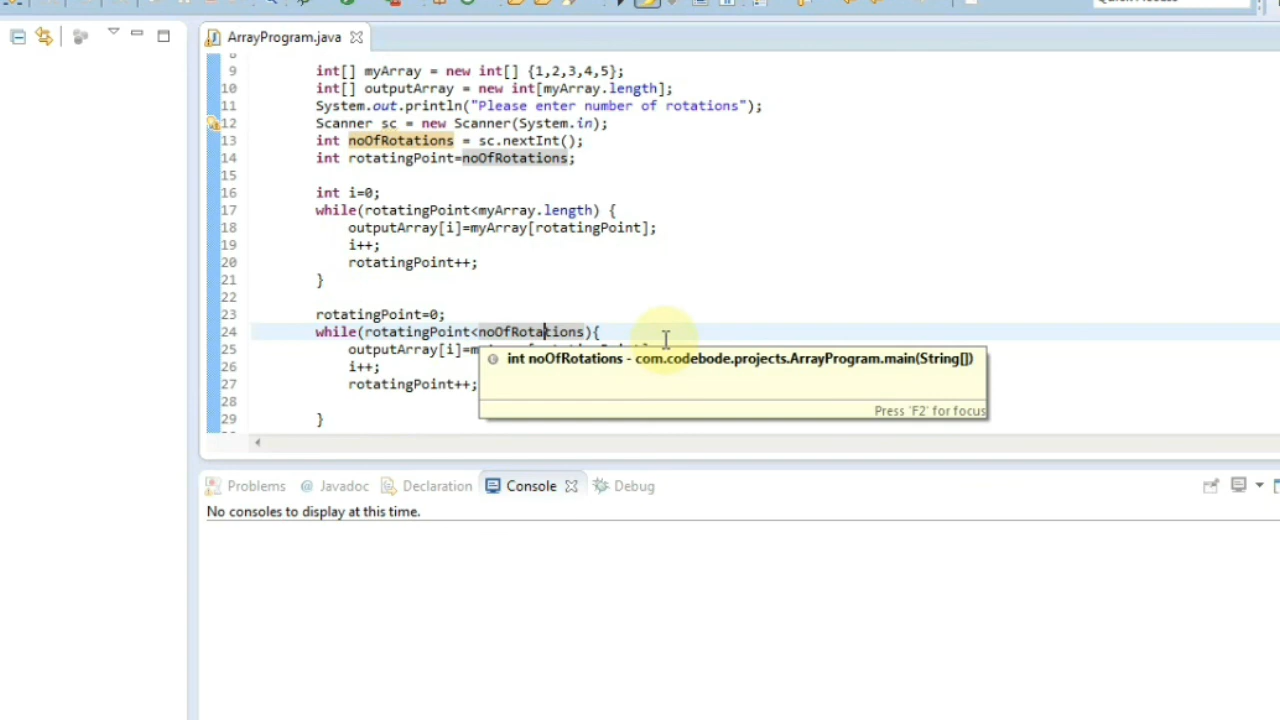 ArrayProgram.java
9 int[] myArray = new int[] {1,2,3,4,5};
10 int[] outputArray = new int[myArray.length];
11 System.out.println("Please enter number of rotations");
12 Scanner sc = new Scanner(System.in);
13 int noOfRotations = sc.nextInt();
14 int rotatingPoint=noOfRotations;
15
16 int i=0;
17 while(rotatingPoint<myArray.length) {
18 outputArray[i]=myArray[rotatingPoint];
19 i++;
20 rotatingPoint++;
21 }
22
23 rotatingPoint=0;
24 while(rotatingPoint<noOfRotations){
25 outputArray[i]=m
int noOfRotations - com.codebode.projects.ArrayProgram.main(String[])
26 i++;
27 rotatingPoint++;
28
Press 'F2' for focus
29 }
Problems @ Javadoc Declaration Console Debug
No consoles to display at this time.